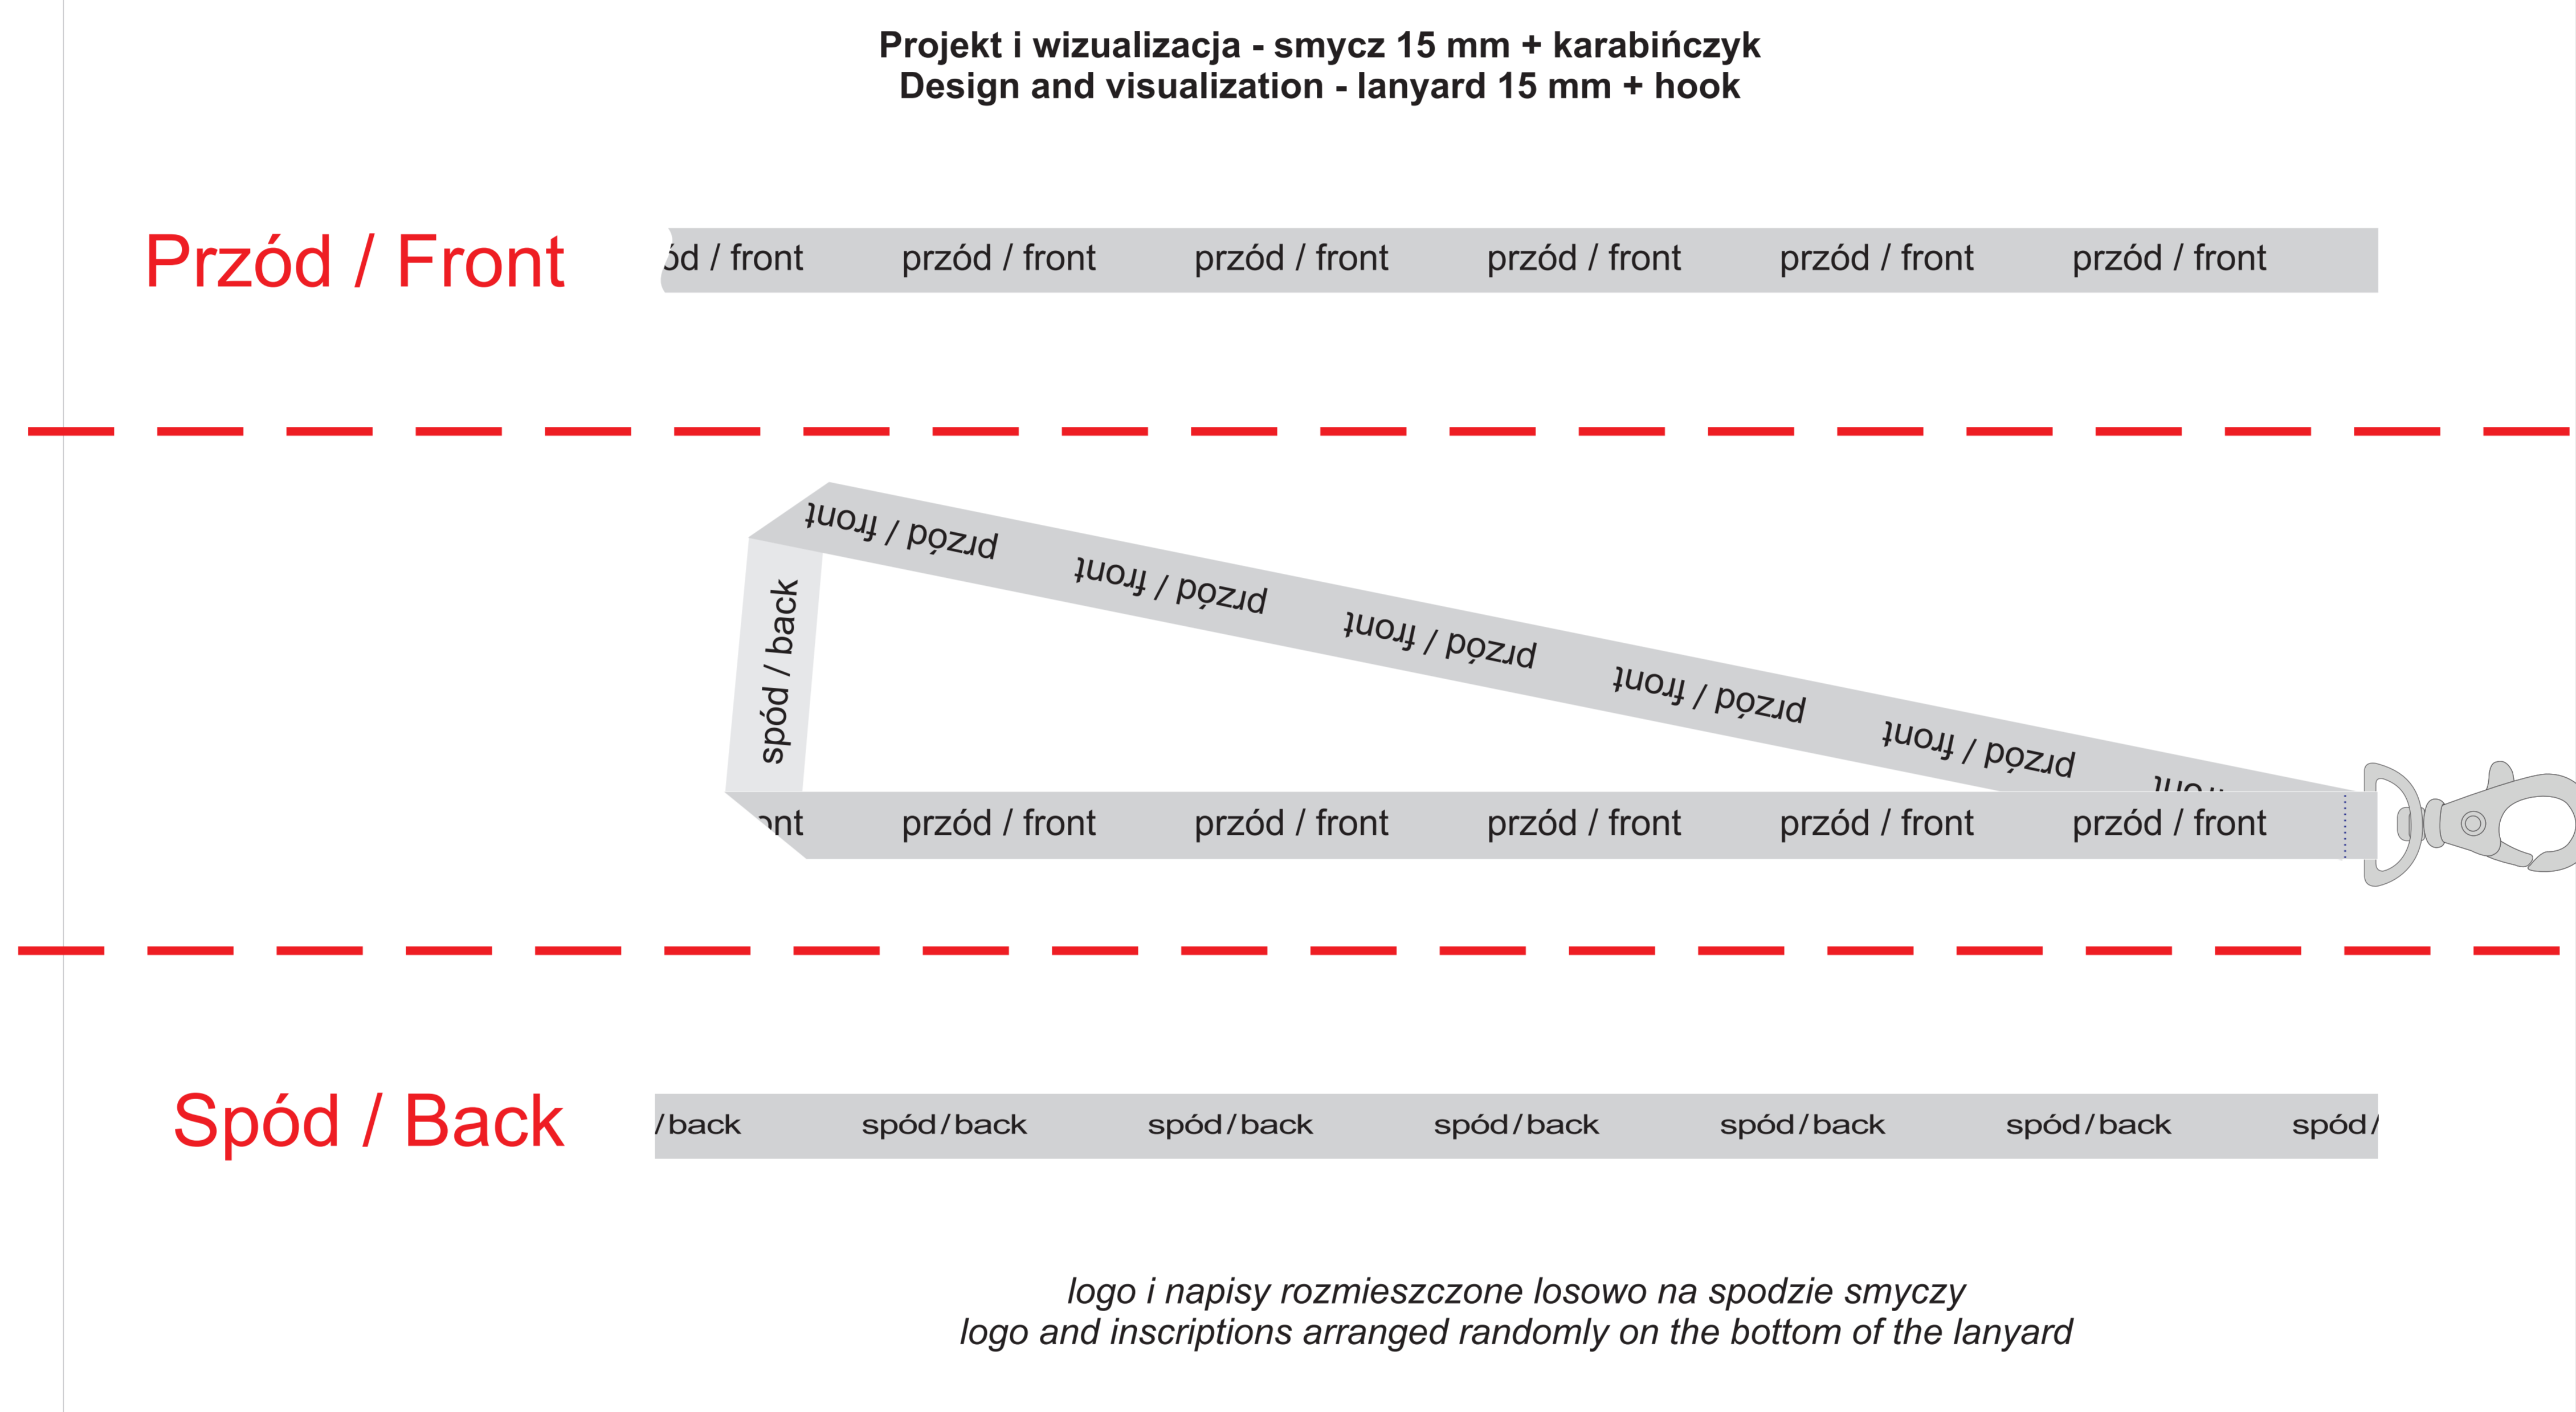 Projekt i wizualizacja - smycz 15 mm + karabińczyk
Design and visualization - lanyard 15 mm + hook
Przód / Front
ód / front przód / front przód / front przód / front przód / front przód / front
przód / front
przód / front
przód / front
przód / front
przód / front
front
spód / back
ont przód / front przód / front przód / front przód / front przód / front
Spód / Back
/ back spód / back spód / back spód / back spód / back spód / back spód /
logo i napisy rozmieszczone losowo na spodzie smyczy
logo and inscriptions arranged randomly on the bottom of the lanyard